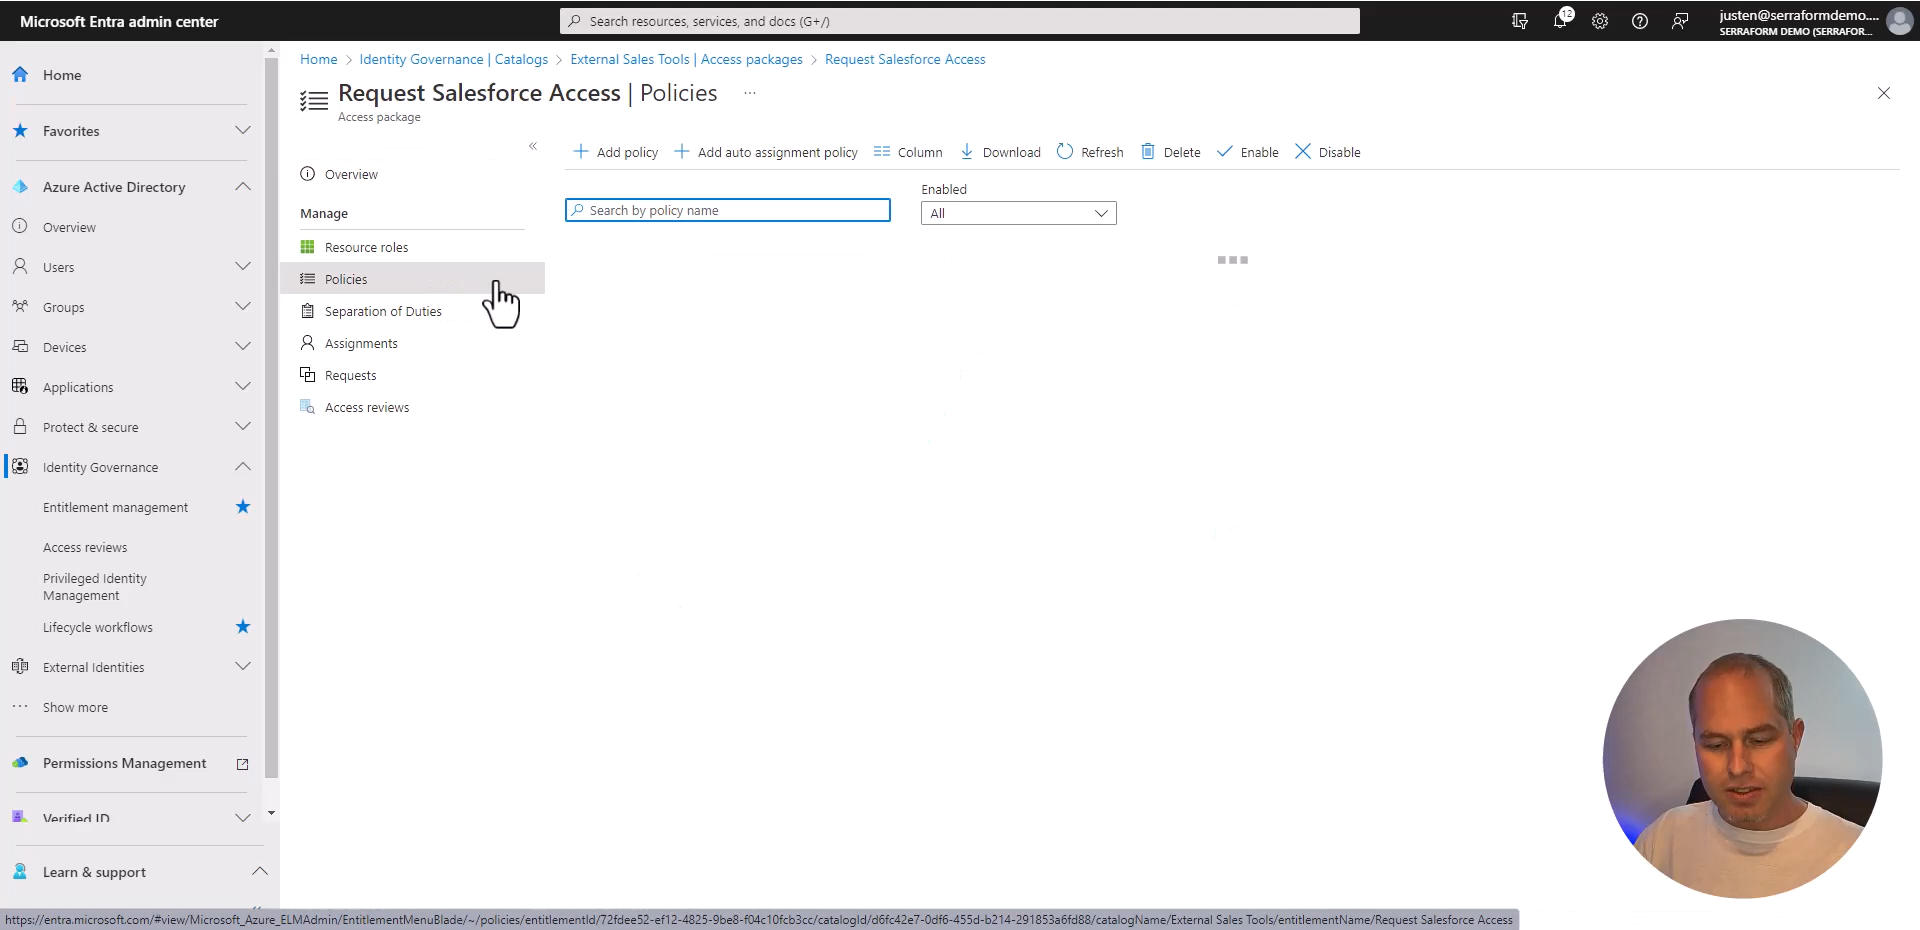 Microsoft Entra admin center
Search resources, services, and docs (G+/)
12
justen@serraformdemo....
SERRAFORM DEMO (SERRAFOR...
Home
Favorites
Azure Active Directory
Overview
Users
Groups
Devices
Applications
Protect & secure
Identity Governance
Entitlement management
Access reviews
Privileged Identity
Management
Lifecycle workflows
External Identities
Show more
Permissions Management
Verified ID
Learn & support
Home > Identity Governance | Catalogs > External Sales Tools | Access packages > Request Salesforce Access
Request Salesforce Access | Policies ...
Access package
Overview
Manage
Resource roles
Policies
Separation of Duties
Assignments
Requests
Access reviews
Add policy Add auto assignment policy Column Download Refresh Delete Enable Disable
Enabled
Search by policy name
All
https://entra.microsoft.com/#view/Microsoft_Azure_ELMAdmin/EntitlementMenuBlade/~/policies/entitlementId/72fdee52-ef12-4825-9be8-f04c10fcb3cc/catalogId/d6fc42e7-0df6-455d-b214-291853a6fd88/catalogName/External Sales Tools/entitlementName/Request Salesforce Access